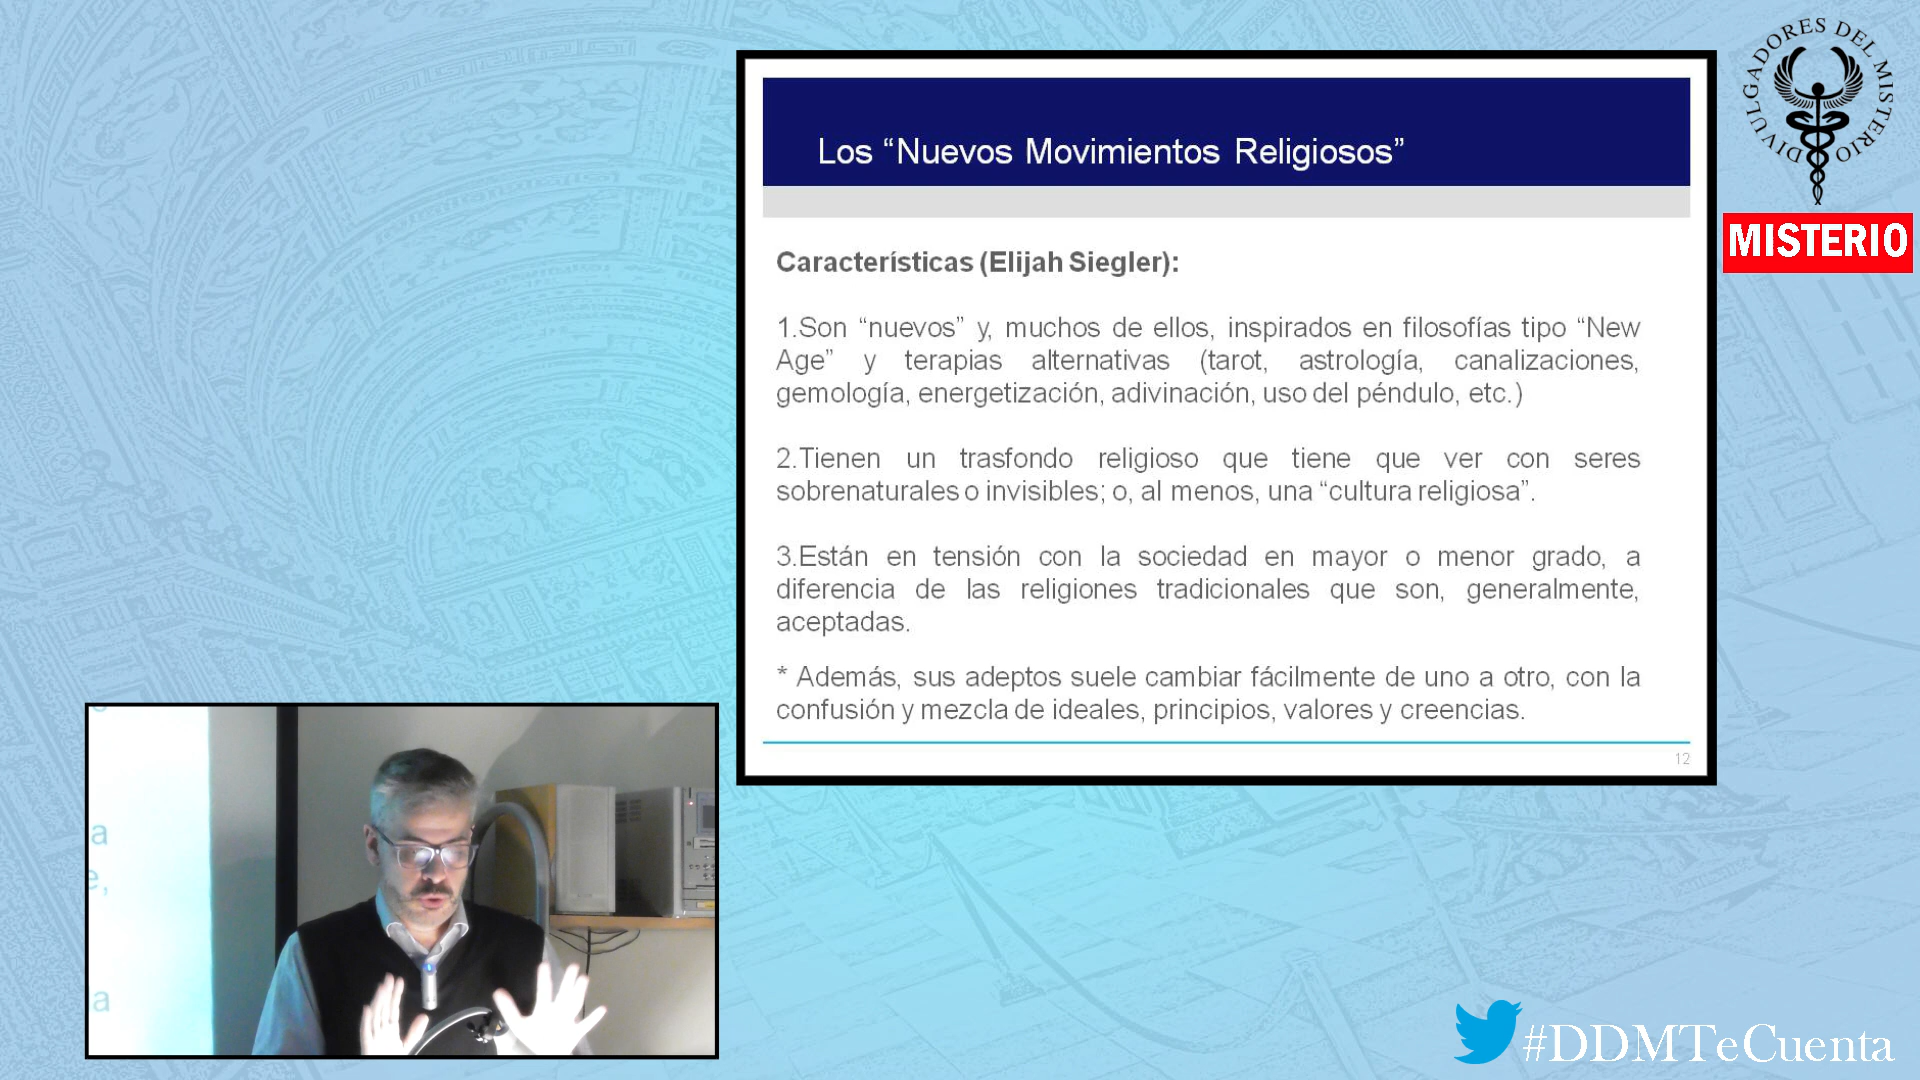 Los “Nuevos Movimientos Religiosos”
Características (Elijah Siegler):
1.Son “nuevos” y, muchos de ellos, inspirados en filosofías tipo “New
Age” y terapias alternativas (tarot, astrología, canalizaciones,
gemología, energetización, adivinación, uso del péndulo, etc.)
2.Tienen un trasfondo religioso que tiene que ver con seres
sobrenaturales o invisibles; o, al menos, una “cultura religiosa”.
3.Están en tensión con la sociedad en mayor o menor grado, a
diferencia de las religiones tradicionales que son, generalmente,
aceptadas.
* Además, sus adeptos suele cambiar fácilmente de uno a otro, con la
confusión y mezcla de ideales, principios, valores y creencias.
12
DIVULGADORES DEL MISTERIO
MISTERIO
a
e,
a
#DDMTeCuenta